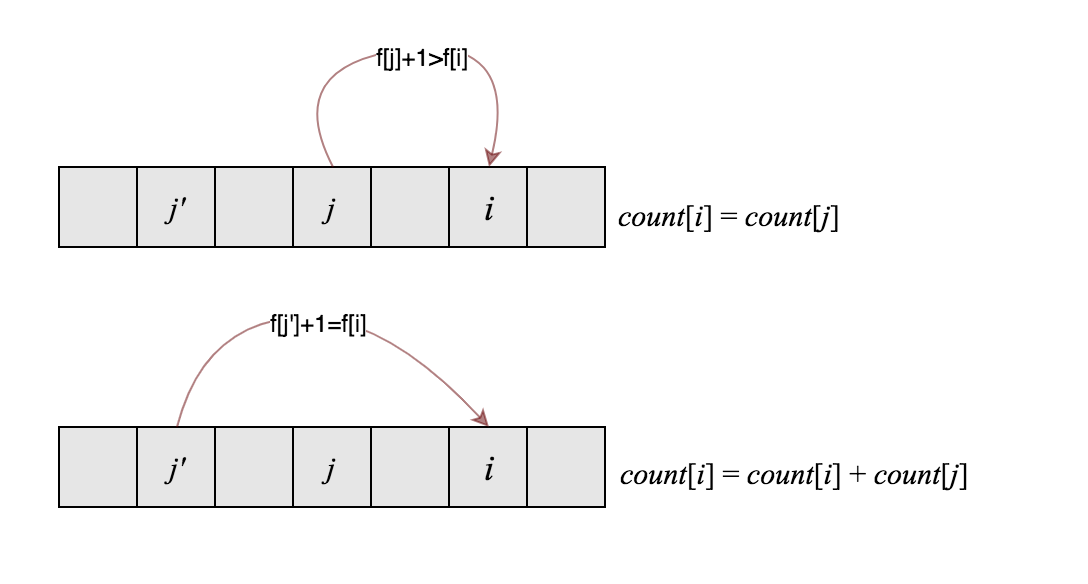 f[j]+1>f[i]
j' j i
count[i] = count[j]
f[j']+1=f[i]
j' j i
count[i] = count[i] + count[j]